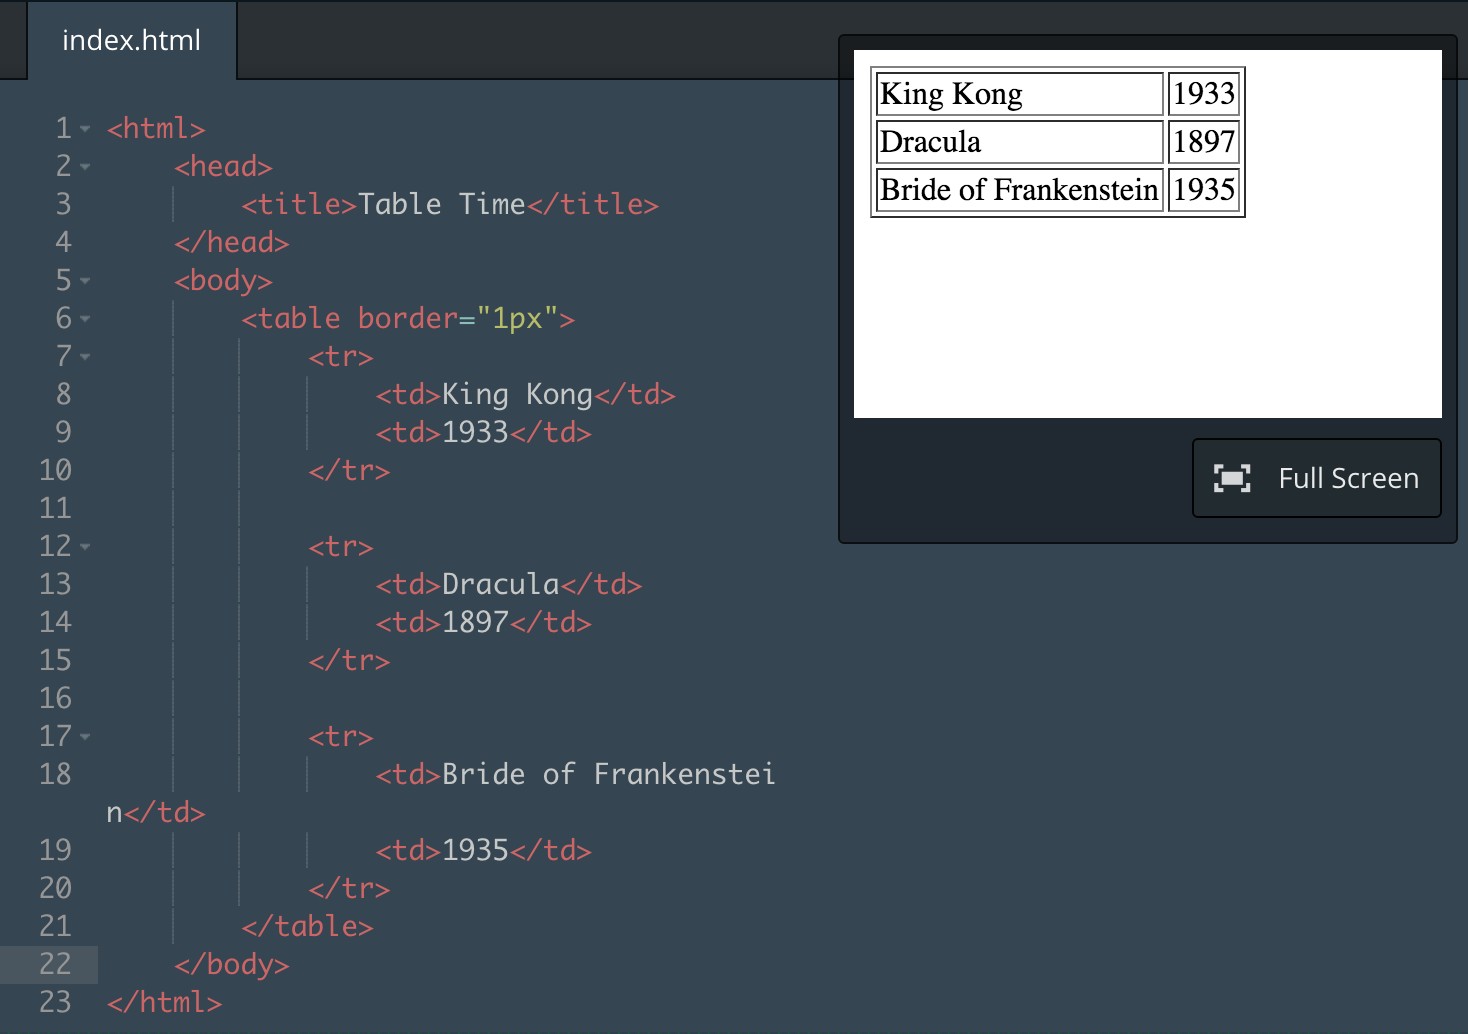 index.html
1 <html>
2     <head>
3         <title>Table Time</title>
4     </head>
5     <body>
6         <table border="1px">
7             <tr>
8                 <td>King Kong</td>
9                 <td>1933</td>
10             </tr>
11
12             <tr>
13                 <td>Dracula</td>
14                 <td>1897</td>
15             </tr>
16
17             <tr>
18                 <td>Bride of Frankenstei
n</td>
19                 <td>1935</td>
20             </tr>
21         </table>
22     </body>
23 </html>
King Kong 1933
Dracula 1897
Bride of Frankenstein 1935
Full Screen